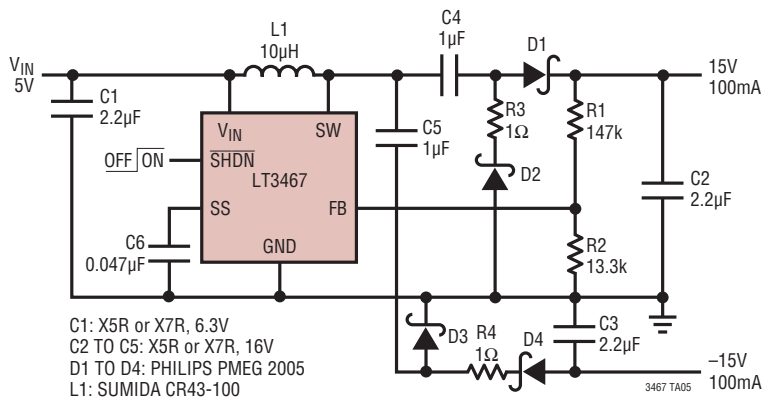 L1
10µH
C4
1µF
D1
VIN
5V
15V
100mA
C1
2.2µF
R3
1Ω
R1
147k
C5
1µF
VIN
SW
OFF ON
SHDN
LT3467
D2
C2
2.2µF
SS
FB
C6
0.047µF
GND
R2
13.3k
C1: X5R or X7R, 6.3V
C2 TO C5: X5R or X7R, 16V
D1 TO D4: PHILIPS PMEG 2005
L1: SUMIDA CR43-100
D3
R4
1Ω
D4
C3
2.2µF
3467 TA05
–15V
100mA